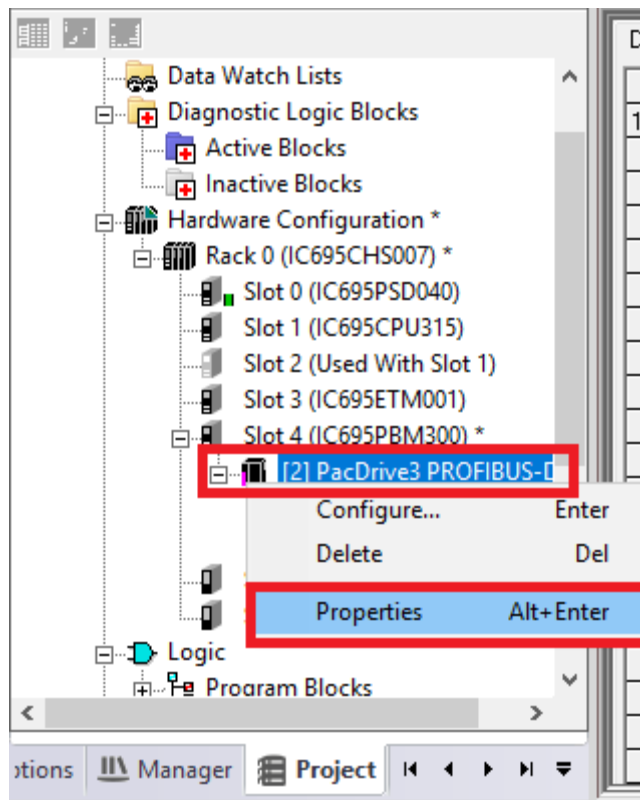 D
Data Watch Lists
1
Diagnostic Logic Blocks
Active Blocks
Inactive Blocks
Hardware Configuration *
Rack 0 (IC695CHS007) *
Slot 0 (IC695PSD040)
Slot 1 (IC695CPU315)
Slot 2 (Used With Slot 1)
Slot 3 (IC695ETM001)
Slot 4 (IC695PBM300) *
[2] PacDrive3 PROFIBUS-D
Configure... Enter
Delete Del
Properties Alt+Enter
Logic
Program Blocks
otions Manager Project